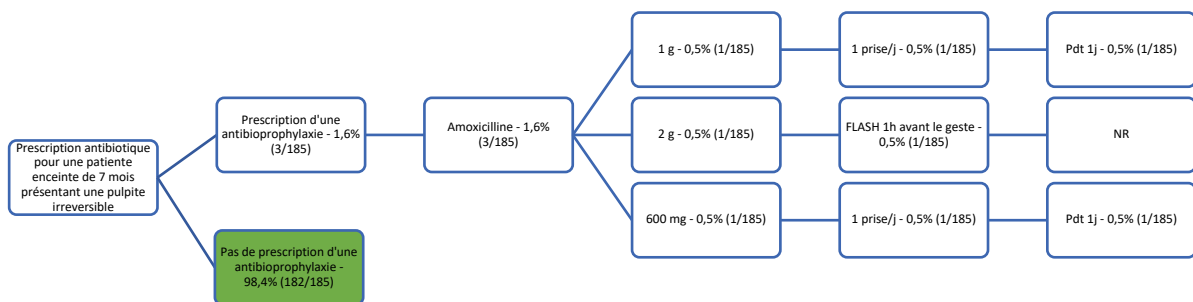 Prescription antibiotique
pour une patiente
enceinte de 7 mois
présentant une pulpite
irreversible
Prescription d'une
antibioprophylaxie - 1,6%
(3/185)
Pas de prescription d'une
antibioprophylaxie -
98,4% (182/185)
Amoxicilline - 1,6%
(3/185)
1 g - 0,5% (1/185)
1 prise/j - 0,5% (1/185)
Pdt 1j - 0,5% (1/185)
2 g - 0,5% (1/185)
FLASH 1h avant le geste -
0,5% (1/185)
NR
600 mg - 0,5% (1/185)
1 prise/j - 0,5% (1/185)
Pdt 1j - 0,5% (1/185)